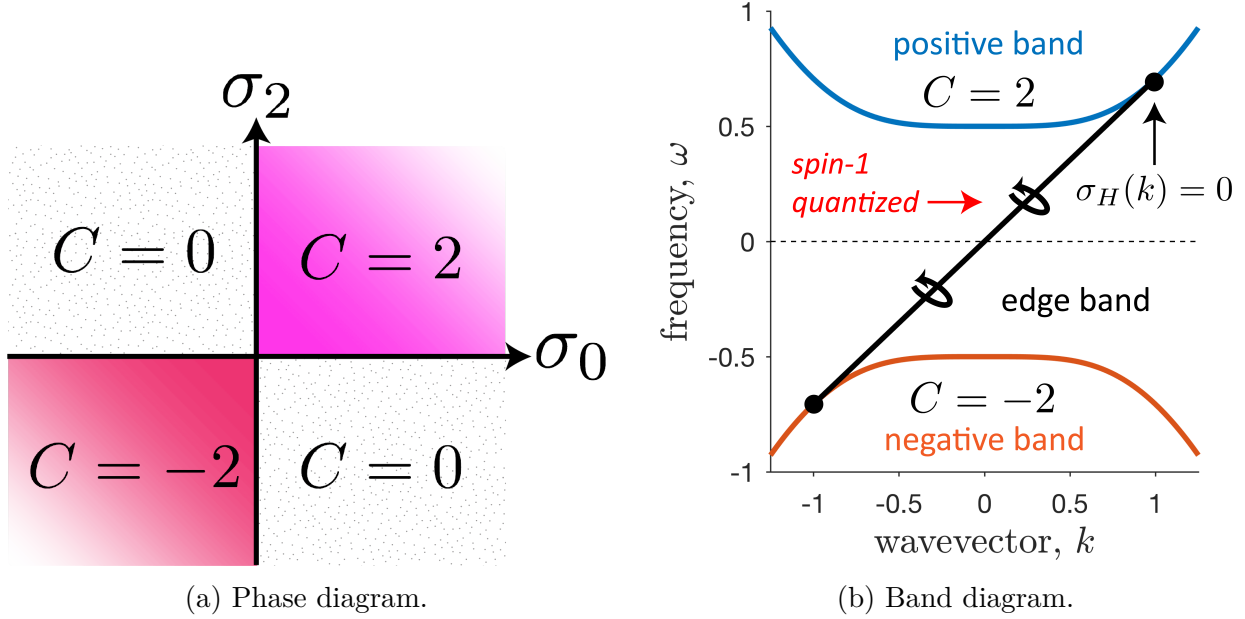 σ₂
C = 0
C = 2
σ₀
C = −2
C = 0
(a) Phase diagram.
frequency, ω
1
0.5
0
-0.5
-1
positive band
C = 2
spin-1
quantized
σ_H(k) = 0
edge band
C = −2
negative band
-1
-0.5
0
0.5
1
wavevector, k
(b) Band diagram.